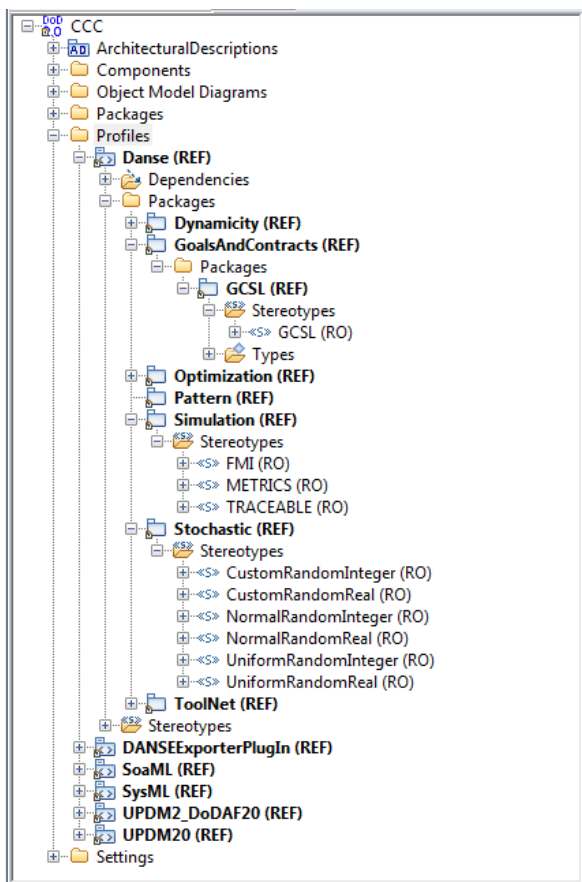 CCC
ArchitecturalDescriptions
Components
Object Model Diagrams
Packages
Profiles
Danse (REF)
Dependencies
Packages
Dynamicity (REF)
GoalsAndContracts (REF)
Packages
GCSL (REF)
Stereotypes
«S» GCSL (RO)
Types
Optimization (REF)
Pattern (REF)
Simulation (REF)
Stereotypes
«S» FMI (RO)
«S» METRICS (RO)
«S» TRACEABLE (RO)
Stochastic (REF)
Stereotypes
«S» CustomRandomInteger (RO)
«S» CustomRandomReal (RO)
«S» NormalRandomInteger (RO)
«S» NormalRandomReal (RO)
«S» UniformRandomInteger (RO)
«S» UniformRandomReal (RO)
ToolNet (REF)
Stereotypes
DANSEExporterPlugIn (REF)
SoaML (REF)
SysML (REF)
UPDM2_DoDAF20 (REF)
UPDM20 (REF)
Settings